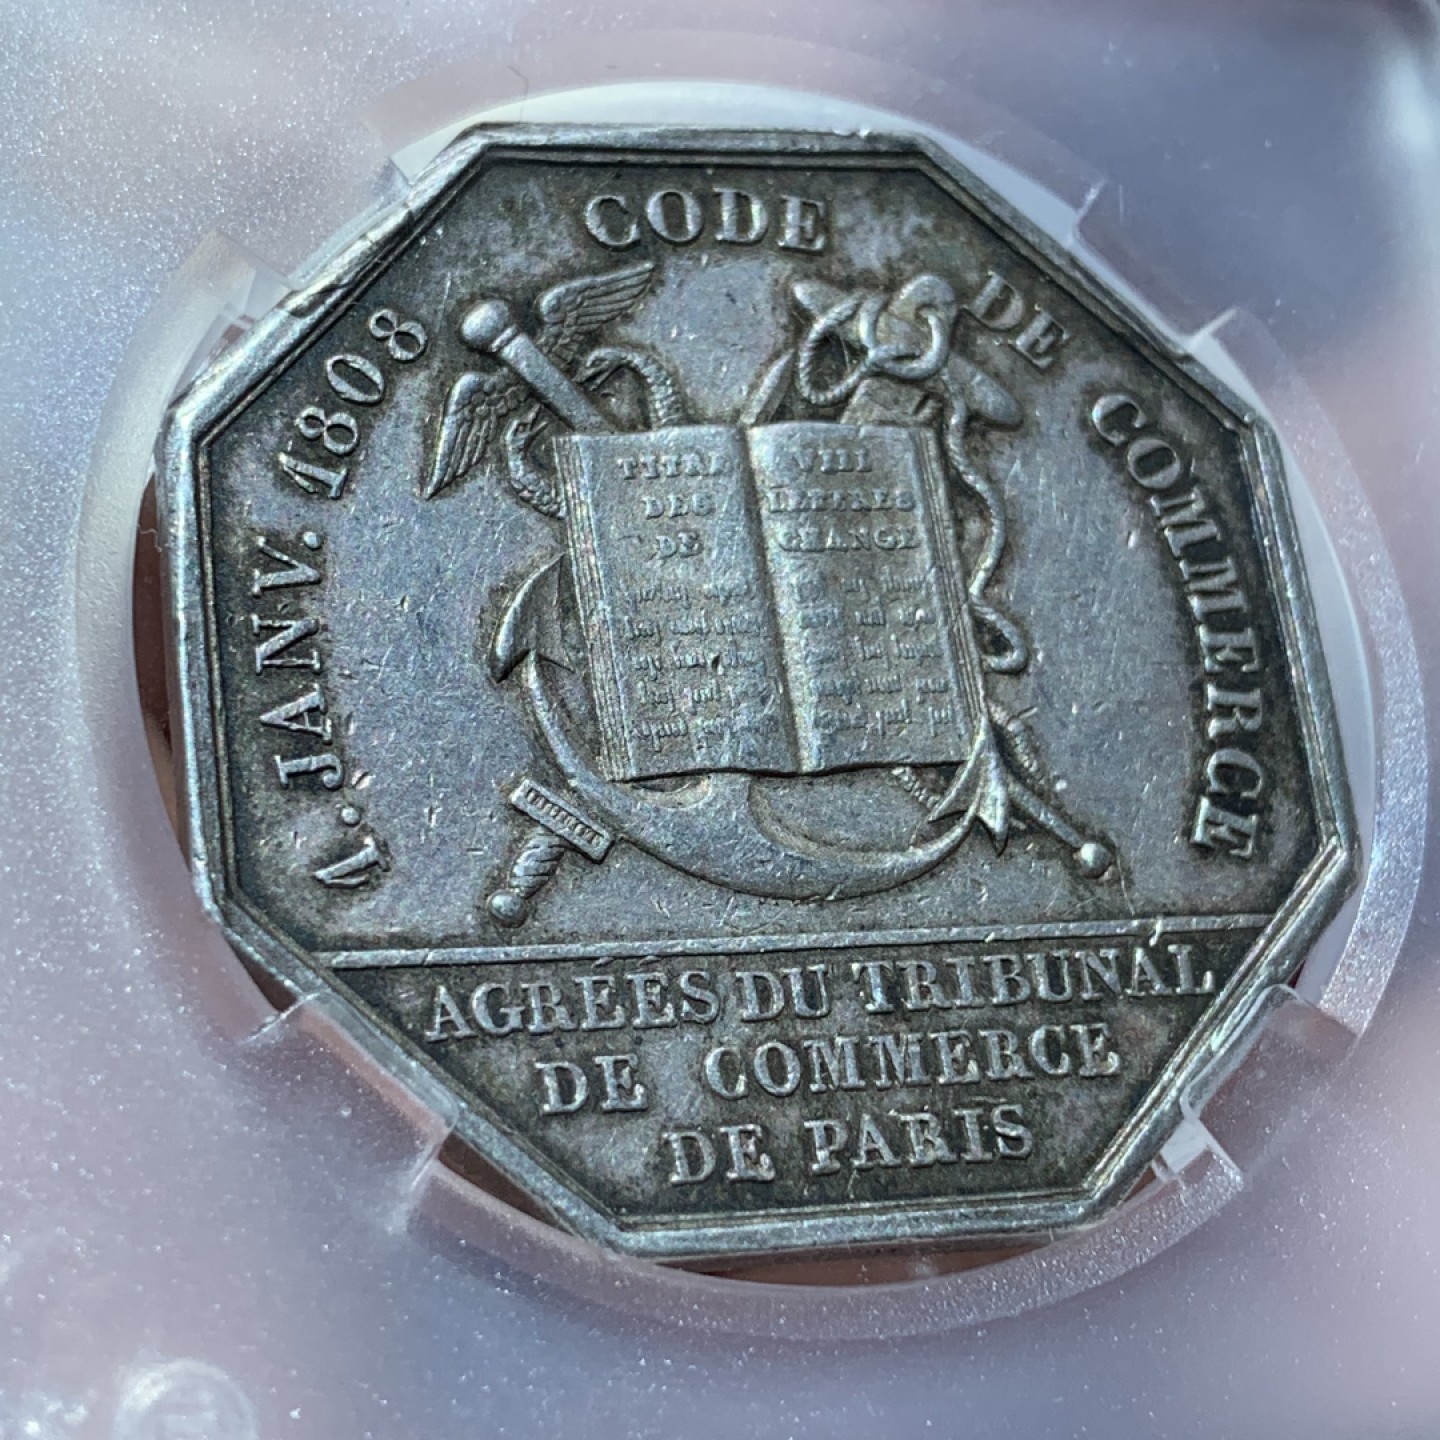 1. JANV. 1808
CODE DE COMMERCE
TITRE VIII
DES LETTRES
DE CHANGE
AGRÉÉS DU TRIBUNAL
DE COMMERCE
DE PARIS